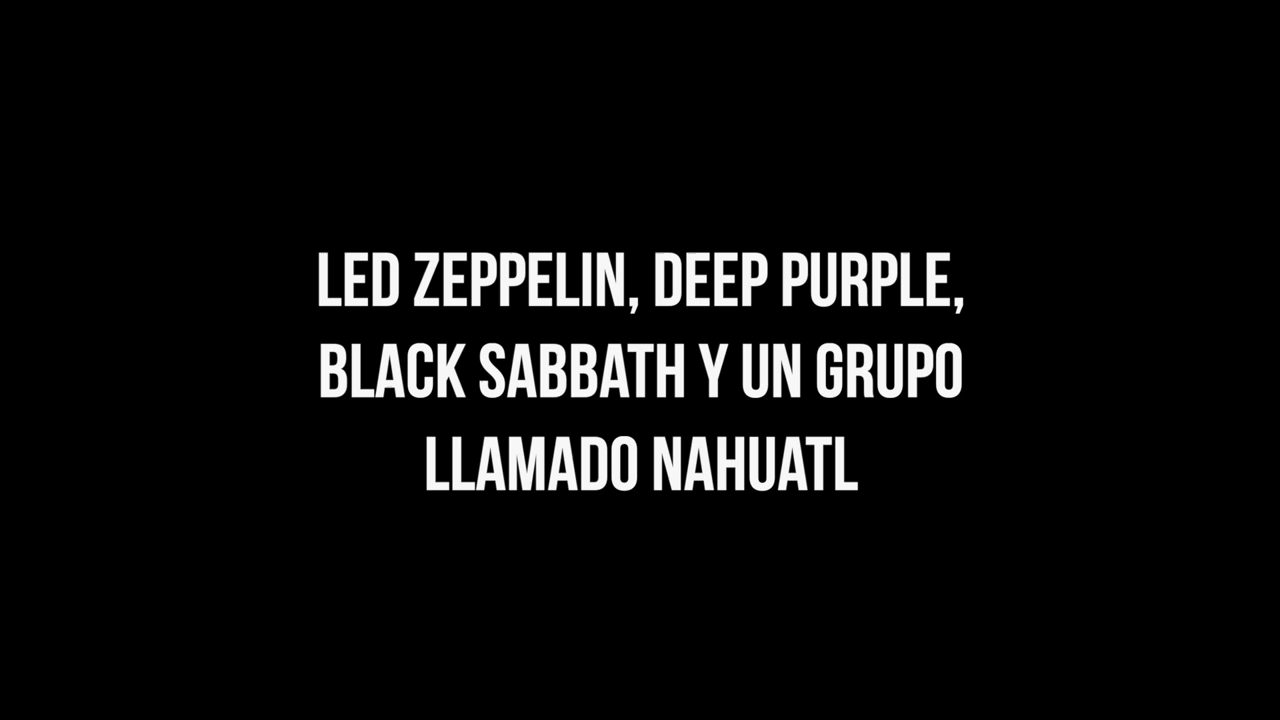 LED ZEPPELIN, DEEP PURPLE,
BLACK SABBATH Y UN GRUPO
LLAMADO NAHUATL